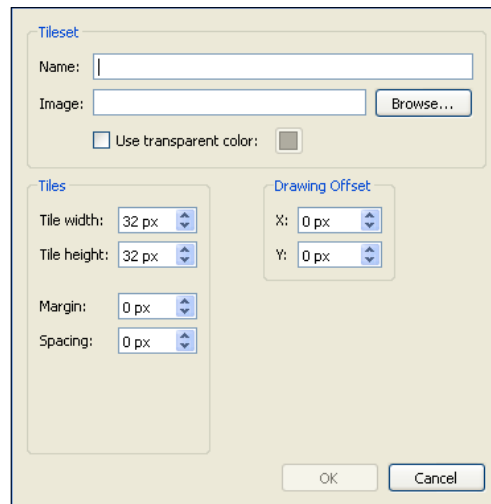 Tileset
Name:
Image: Browse...
Use transparent color:
Tiles Drawing Offset
Tile width: 32 px X: 0 px
Tile height: 32 px Y: 0 px
Margin: 0 px
Spacing: 0 px
OK Cancel